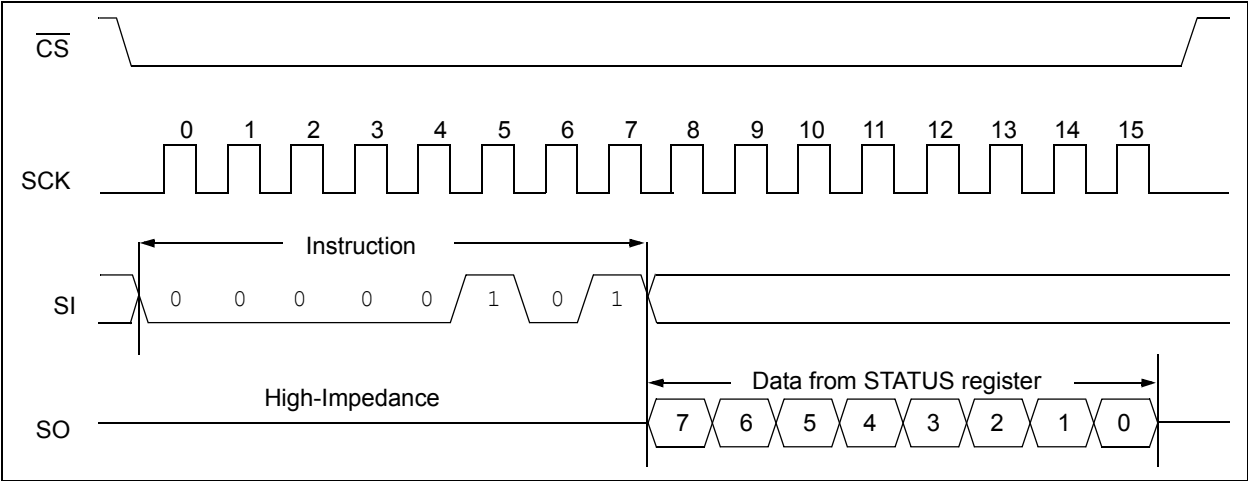 CS
0 1 2 3 4 5 6 7 8 9 10 11 12 13 14 15
SCK
Instruction
SI 0 0 0 0 0 1 0 1
Data from STATUS register
High-Impedance
SO 7 6 5 4 3 2 1 0